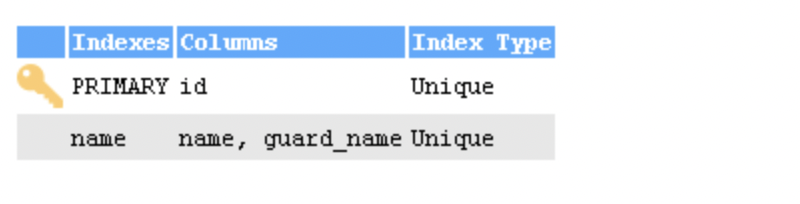 Indexes Columns Index Type
PRIMARY id Unique
name name, guard_name Unique